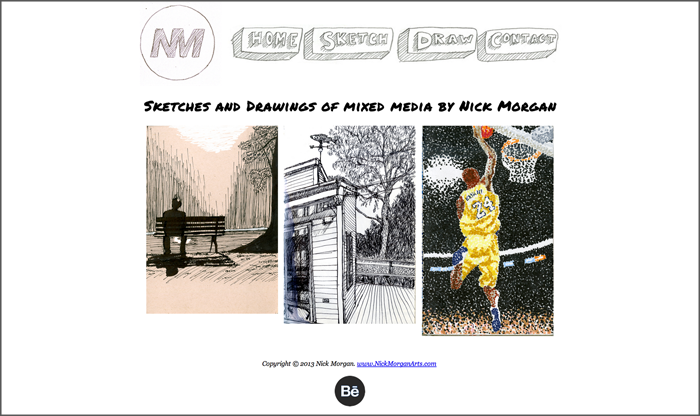 NM HOME SKETCH DRAW CONTACT
Sketches and Drawings of mixed media by Nick Morgan
24
Copyright © 2013 Nick Morgan. www.NickMorganArts.com
Bē